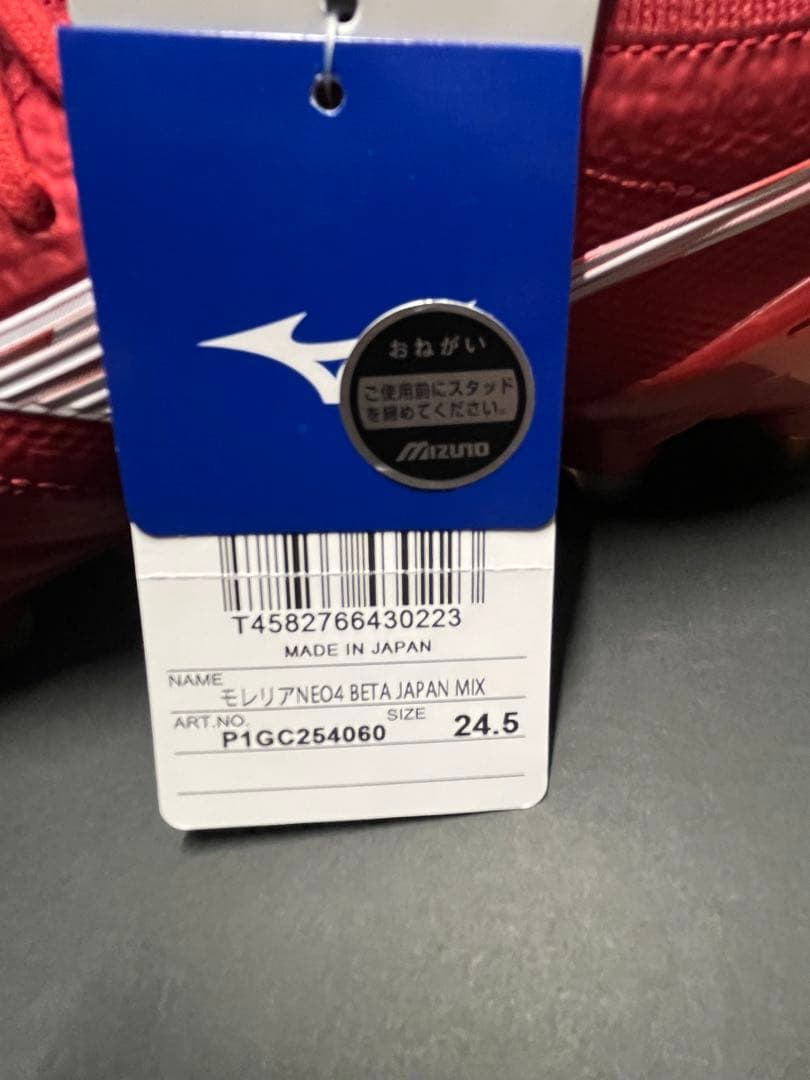 おねがい
ご使用前にスタッド
を締めてください。
MIZUNO
T4582766430223
MADE IN JAPAN
NAME モレリアNEO4 BETA JAPAN MIX
ART.NO. P1GC254060 SIZE 24.5